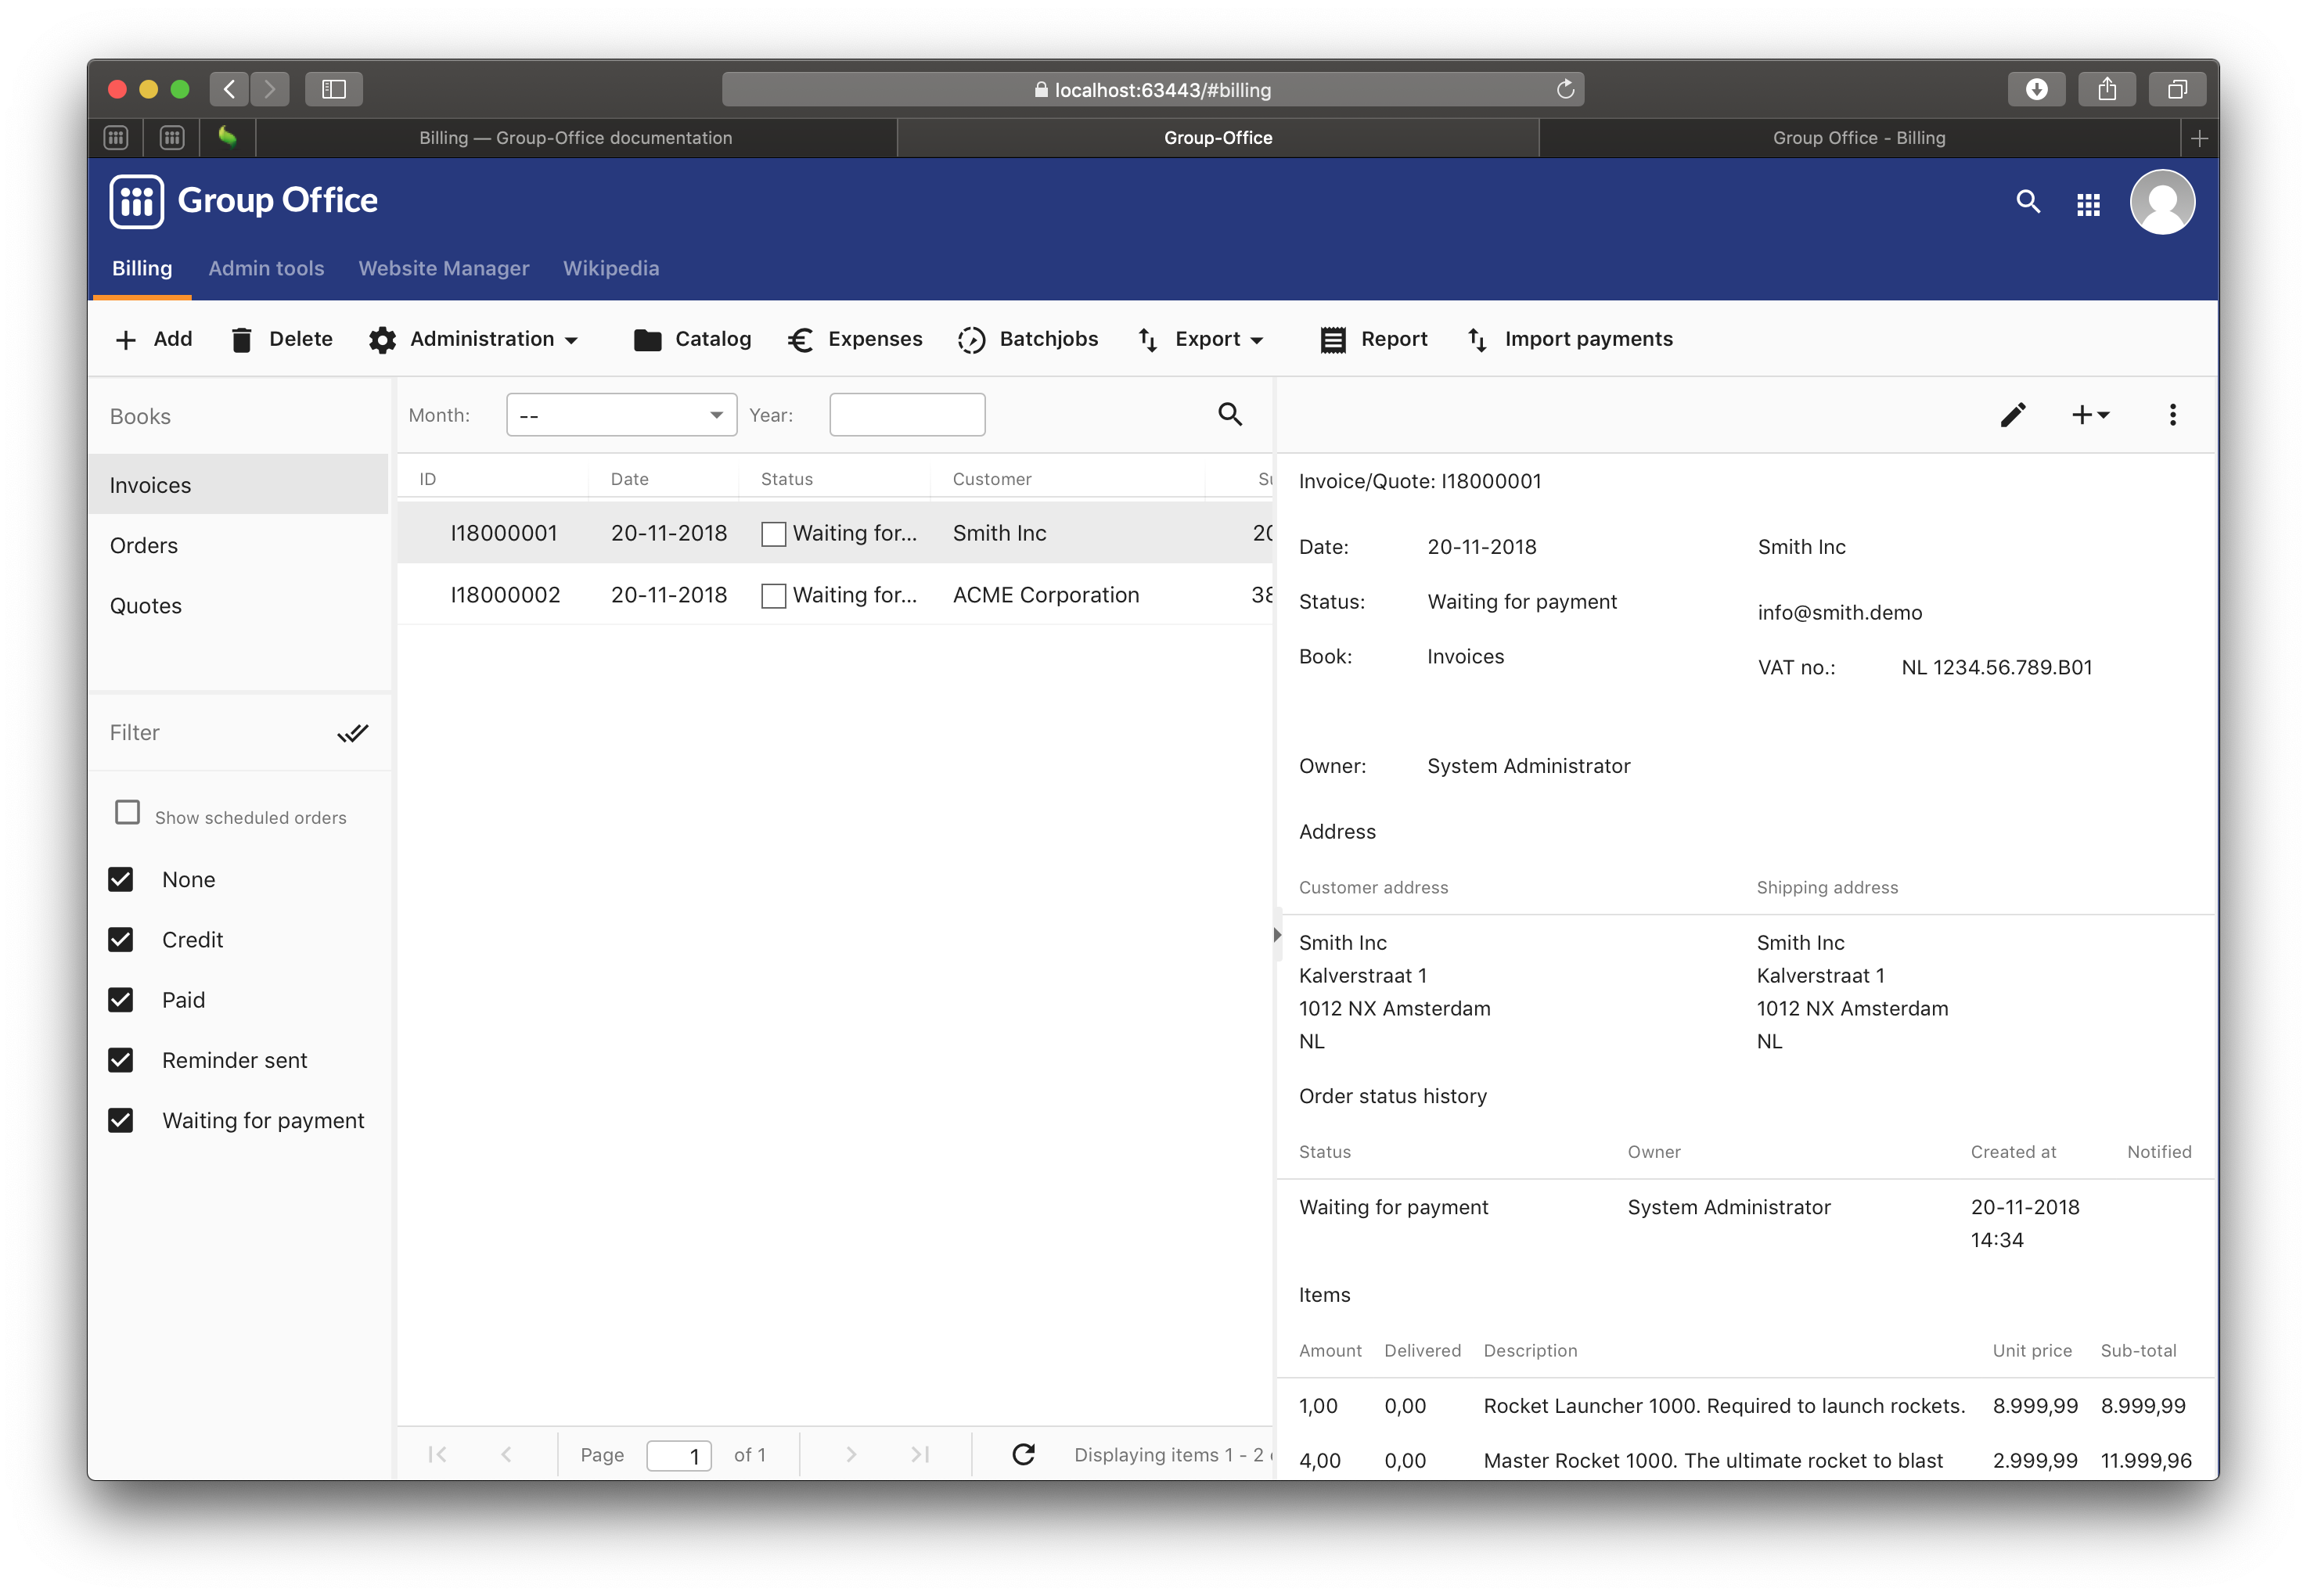 localhost:63443/#billing
Billing — Group-Office documentation
Group-Office
Group Office - Billing
Group Office
Billing Admin tools Website Manager Wikipedia
Add Delete Administration Catalog Expenses Batchjobs Export Report Import payments
Books
Invoices
Orders
Quotes
Filter
Show scheduled orders
None
Credit
Paid
Reminder sent
Waiting for payment
Month: -- Year:
ID Date Status Customer
I18000001 20-11-2018 Waiting for... Smith Inc
I18000002 20-11-2018 Waiting for... ACME Corporation
Page 1 of 1 Displaying items 1 - 2
Invoice/Quote: I18000001
Date: 20-11-2018 Smith Inc
Status: Waiting for payment info@smith.demo
Book: Invoices VAT no.: NL 1234.56.789.B01
Owner: System Administrator
Address
Customer address Shipping address
Smith Inc Smith Inc
Kalverstraat 1 Kalverstraat 1
1012 NX Amsterdam 1012 NX Amsterdam
NL NL
Order status history
Status Owner Created at Notified
Waiting for payment System Administrator 20-11-2018
14:34
Items
Amount Delivered Description Unit price Sub-total
1,00 0,00 Rocket Launcher 1000. Required to launch rockets. 8.999,99 8.999,99
4,00 0,00 Master Rocket 1000. The ultimate rocket to blast 2.999,99 11.999,96